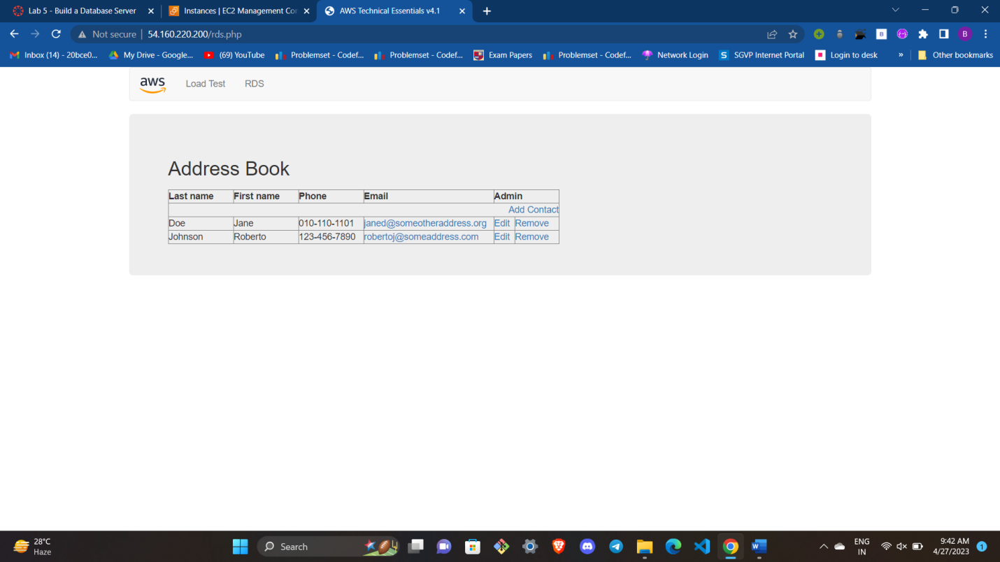 Lab 5 - Build a Database Server
Instances | EC2 Management Cor
AWS Technical Essentials v4.1
Not secure | 54.160.220.200/rds.php
B
B
Inbox (14) - 20bce0...
My Drive - Google...
(69) YouTube
Problemset - Codef...
Problemset - Codef...
Exam Papers
Problemset - Codef...
Network Login
S SGVP Internet Portal
Login to desk
»
Other bookmarks
aws Load Test RDS
Address Book
Last name First name Phone Email Admin
Add Contact
Doe Jane 010-110-1101 janed@someotheraddress.org Edit Remove
Johnson Roberto 123-456-7890 robertoj@someaddress.com Edit Remove
28°C
Haze
Search
W
ENG
IN
9:42 AM
4/27/2023
1